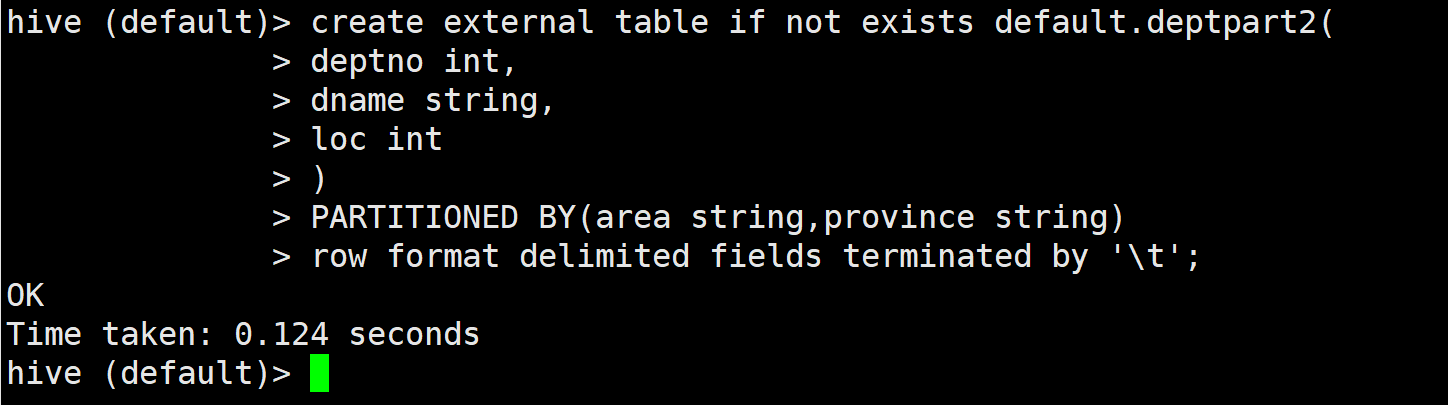 hive (default)> create external table if not exists default.deptpart2(
> deptno int,
> dname string,
> loc int
> )
> PARTITIONED BY(area string,province string)
> row format delimited fields terminated by '\t';
OK
Time taken: 0.124 seconds
hive (default)>